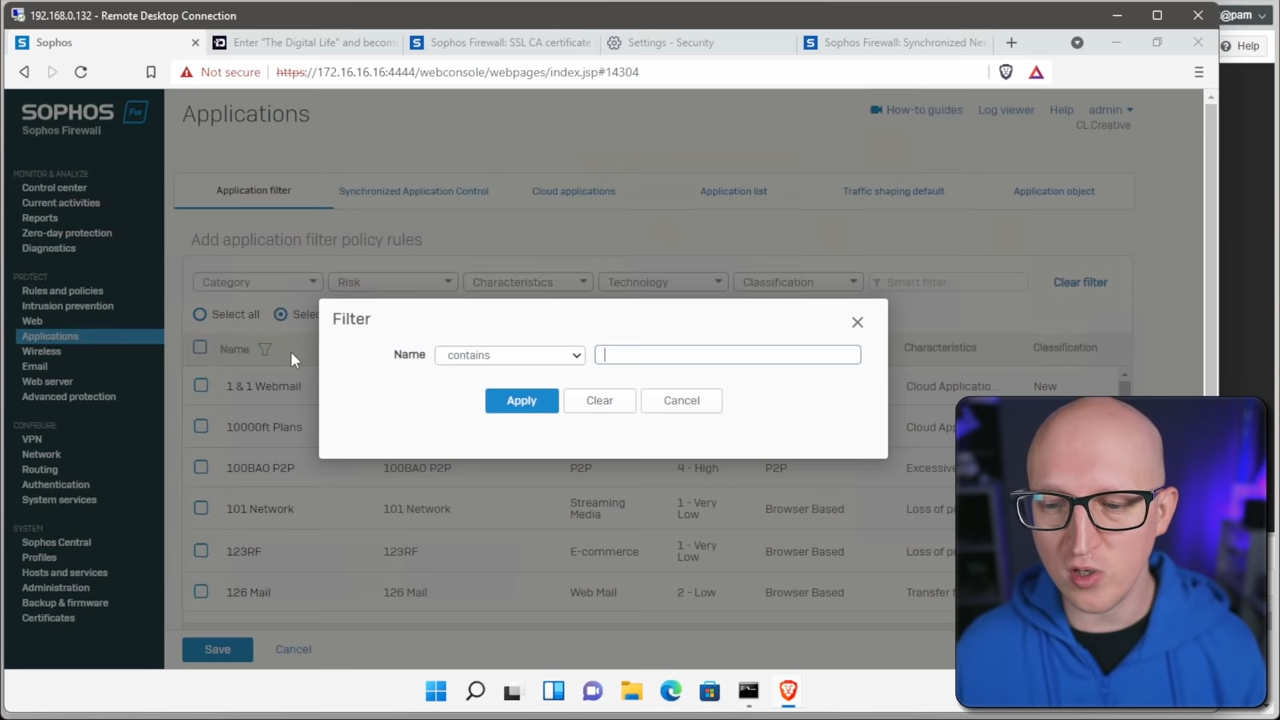 192.168.0.132 - Remote Desktop Connection
@pam
Sophos
Enter "The Digital Life" and becom
Sophos Firewall: SSL CA certificate
Settings - Security
Sophos Firewall: Synchronized Nex
Help
Not secure
https://172.16.16.16:4444/webconsole/webpages/index.jsp#14304
SOPHOS Fw
Sophos Firewall
MONITOR & ANALYZE
Control center
Current activities
Reports
Zero-day protection
Diagnostics
PROTECT
Rules and policies
Intrusion prevention
Web
Applications
Wireless
Email
Web server
Advanced protection
CONFIGURE
VPN
Network
Routing
Authentication
System services
SYSTEM
Sophos Central
Profiles
Hosts and services
Administration
Backup & firmware
Certificates
Applications
How-to guides
Log viewer
Help
admin
CL Creative
Application filter
Synchronized Application Control
Cloud applications
Application list
Traffic shaping default
Application object
Add application filter policy rules
Category
Risk
Characteristics
Technology
Classification
Smart filter
Clear filter
Select all
Selec
Name
Characteristics
Classification
Filter
Name
contains
Apply
Clear
Cancel
1 & 1 Webmail
Cloud Applicatio...
New
10000ft Plans
Cloud App
100BAO P2P
100BAO P2P
P2P
4 - High
P2P
Excessive
101 Network
101 Network
Streaming
Media
1 - Very
Low
Browser Based
Loss of p
123RF
123RF
E-commerce
1 - Very
Low
Browser Based
Loss of p
126 Mail
126 Mail
Web Mail
2 - Low
Browser Based
Transfer f
Save
Cancel